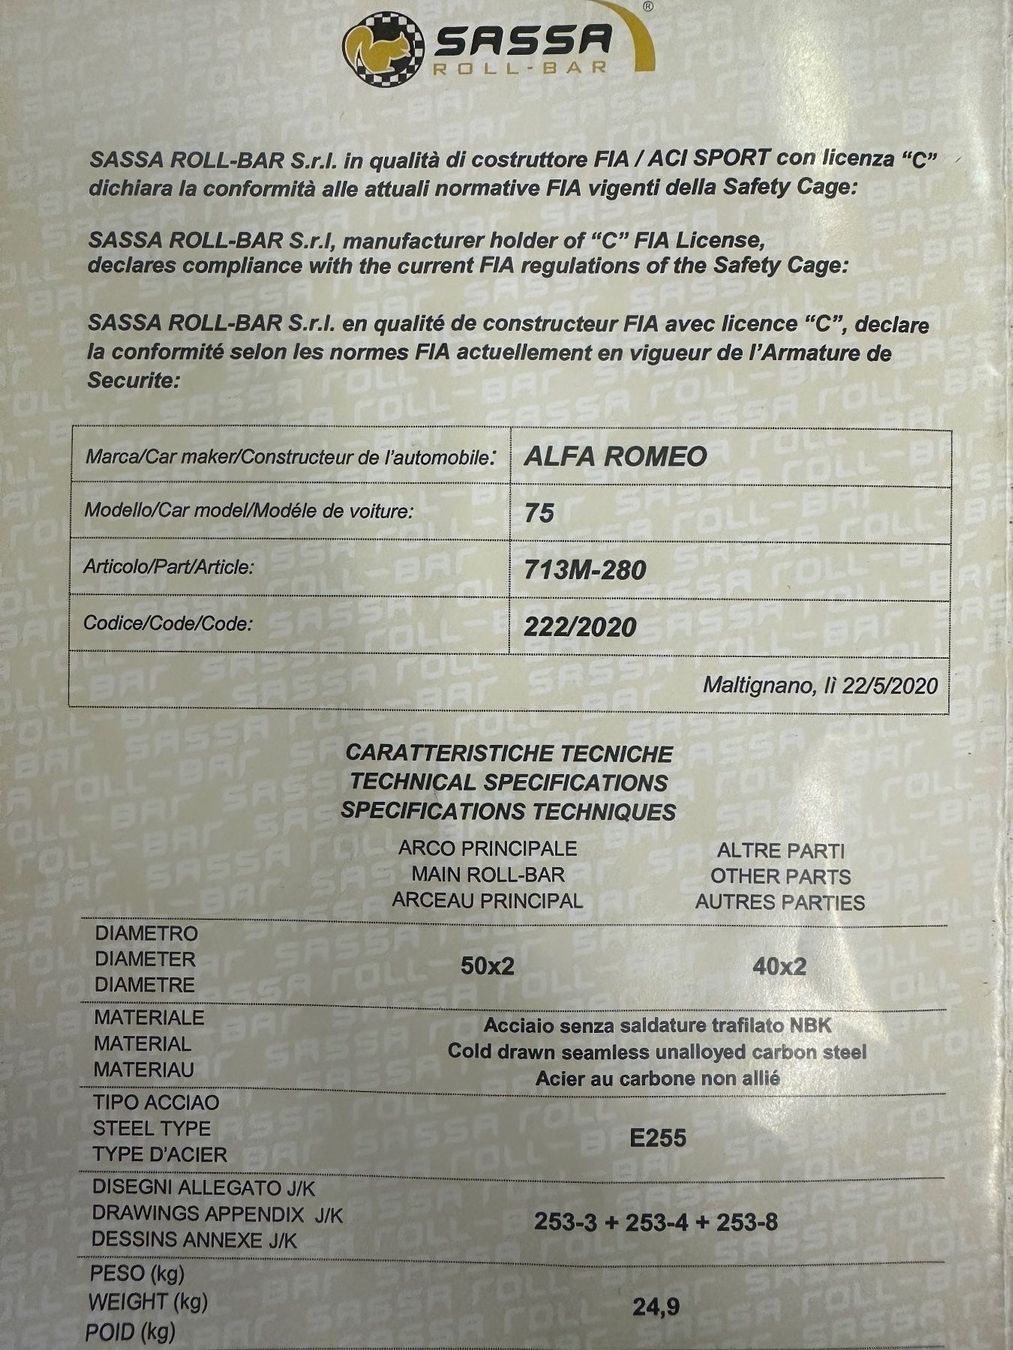 SASSA ®
ROLL-BAR
SASSA ROLL-BAR S.r.l. in qualità di costruttore FIA / ACI SPORT con licenza “C”
dichiara la conformità alle attuali normative FIA vigenti della Safety Cage:
SASSA ROLL-BAR S.r.l, manufacturer holder of “C” FIA License,
declares compliance with the current FIA regulations of the Safety Cage:
SASSA ROLL-BAR S.r.l. en qualité de constructeur FIA avec licence “C”, declare
la conformité selon les normes FIA actuellement en vigueur de l’Armature de
Securite:
Marca/Car maker/Constructeur de l’automobile: ALFA ROMEO
Modello/Car model/Modéle de voiture: 75
Articolo/Part/Article: 713M-280
Codice/Code/Code: 222/2020
Maltignano, lì 22/5/2020
CARATTERISTICHE TECNICHE
TECHNICAL SPECIFICATIONS
SPECIFICATIONS TECHNIQUES
ARCO PRINCIPALE ALTRE PARTI
MAIN ROLL-BAR OTHER PARTS
ARCEAU PRINCIPAL AUTRES PARTIES
DIAMETRO
DIAMETER 50x2 40x2
DIAMETRE
MATERIALE Acciaio senza saldature trafilato NBK
MATERIAL Cold drawn seamless unalloyed carbon steel
MATERIAU Acier au carbone non allié
TIPO ACCIAO
STEEL TYPE E255
TYPE D’ACIER
DISEGNI ALLEGATO J/K
DRAWINGS APPENDIX J/K 253-3 + 253-4 + 253-8
DESSINS ANNEXE J/K
PESO (kg)
WEIGHT (kg) 24,9
POID (kg)